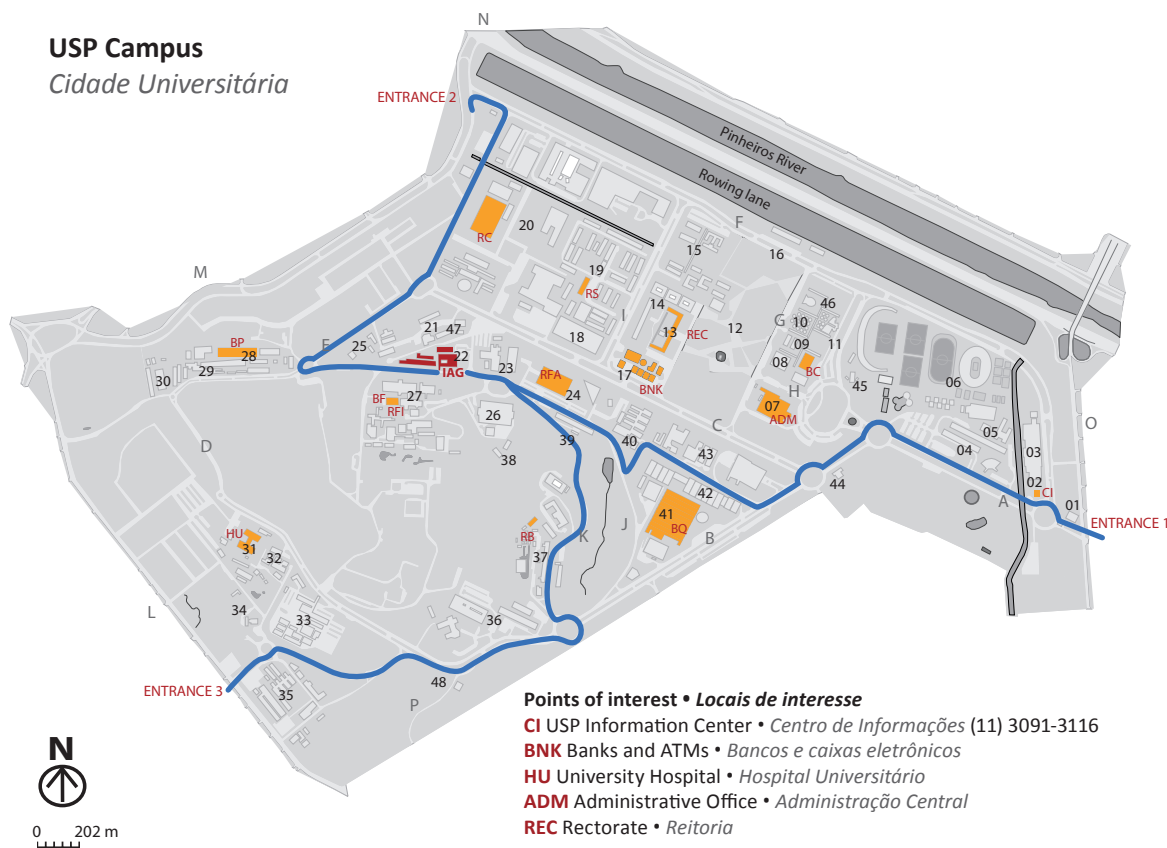 USP Campus
Cidade Universitária
N
ENTRANCE 2
Pinheiros River
Rowing lane
F
20
RC
15
16
M
19
RS
46
14
I
G
10
13
REC
12
21
47
18
09
11
BP
E
25
22
08
BC
28
23
06
29
30
IAG
RFA
17
BNK
H
45
BF
27
24
07
RFI
ADM
26
05
O
39
40
C
43
04
03
D
38
44
02
CI
42
A
01
41
ENTRANCE 1
HU
RB
K
J
BQ
B
31
32
37
L
34
33
36
ENTRANCE 3
48
35
P
Points of interest • Locais de interesse
CI USP Information Center • Centro de Informações (11) 3091-3116
BNK Banks and ATMs • Bancos e caixas eletrônicos
HU University Hospital • Hospital Universitário
ADM Administrative Office • Administração Central
REC Rectorate • Reitoria
N
0 202 m